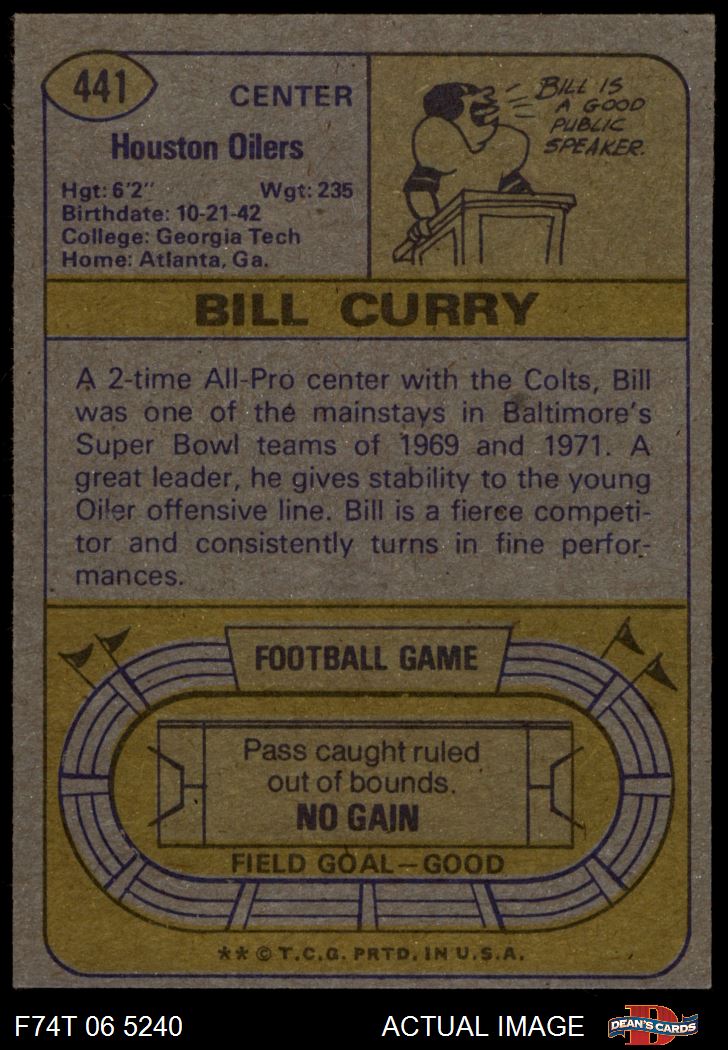 441
CENTER
Houston Oilers
Hgt: 6'2" Wgt: 235
Birthdate: 10-21-42
College: Georgia Tech
Home: Atlanta, Ga.
BILL IS
A GOOD
PUBLIC
SPEAKER.
BILL CURRY
A 2-time All-Pro center with the Colts, Bill
was one of the mainstays in Baltimore's
Super Bowl teams of 1969 and 1971. A
great leader, he gives stability to the young
Oiler offensive line. Bill is a fierce competi-
tor and consistently turns in fine perfor-
mances.
FOOTBALL GAME
Pass caught ruled
out of bounds.
NO GAIN
FIELD GOAL—GOOD
** © T.C.G. PRTD. IN U.S.A.
F74T 06 5240 ACTUAL IMAGE D DEAN'S CARDS